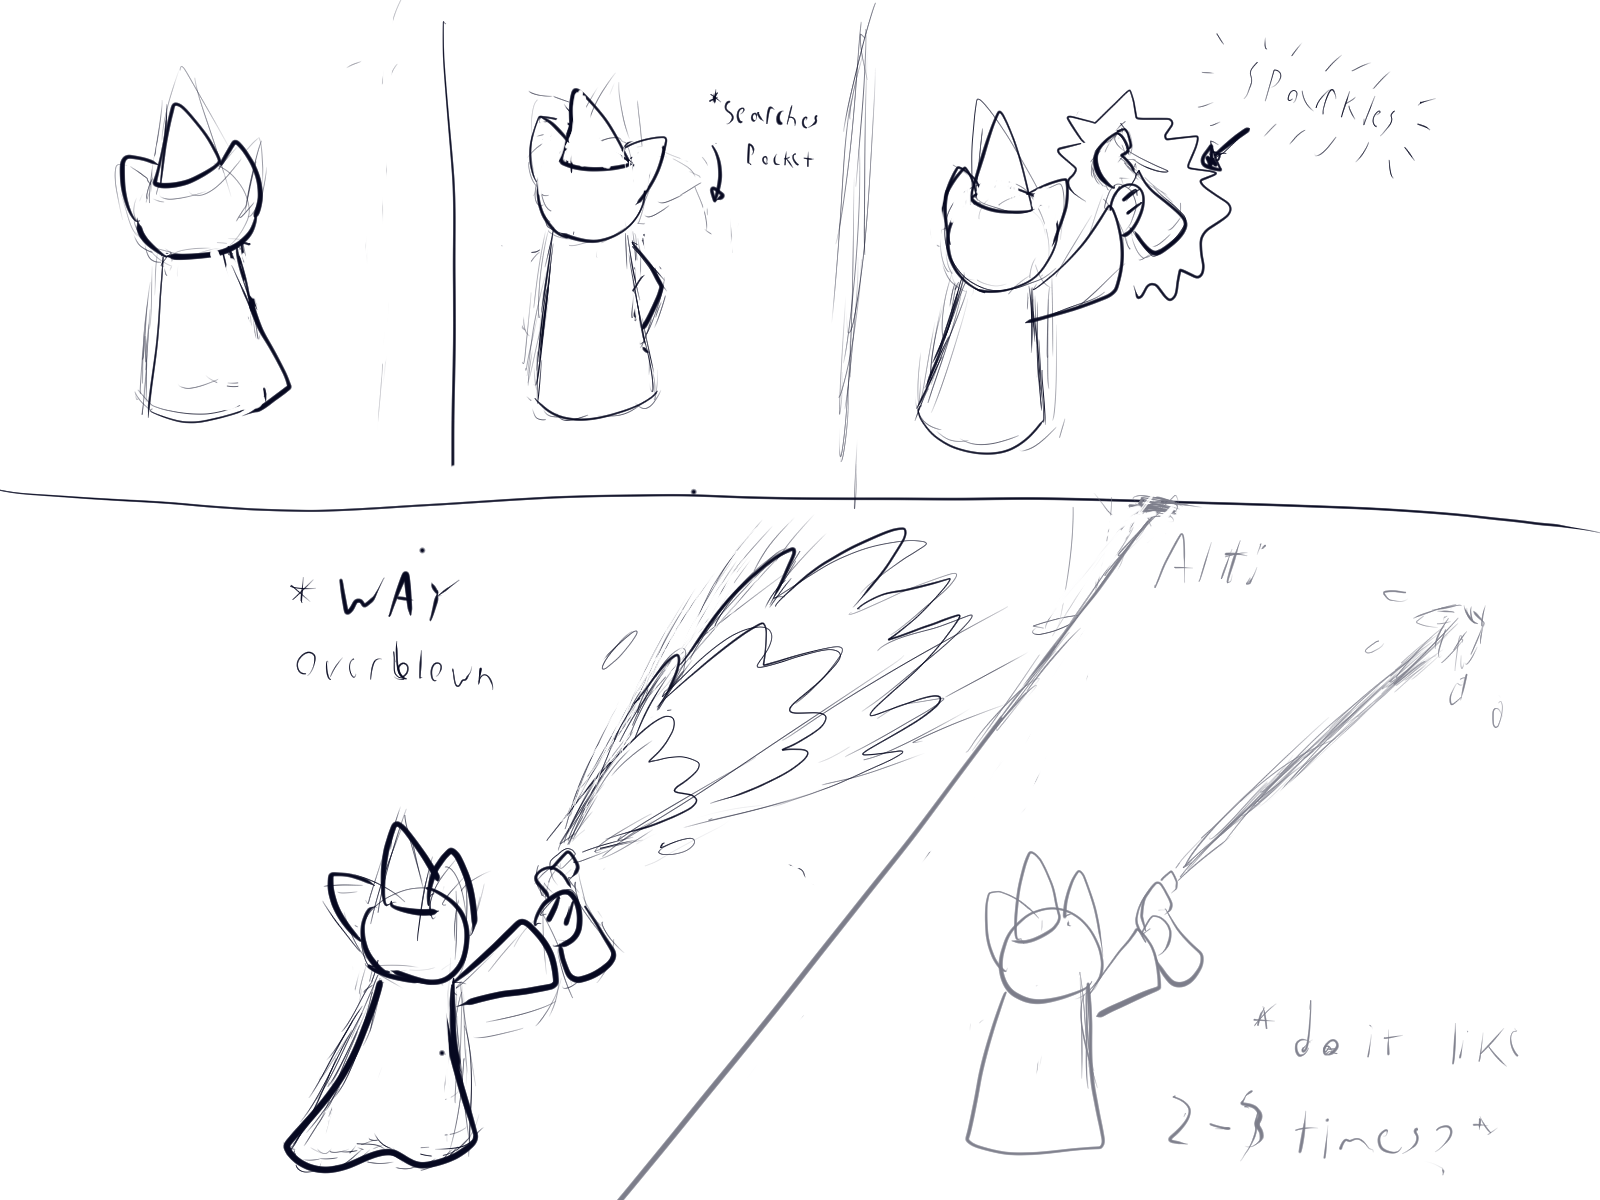 *searches
Pocket
SParkles
* WAY
overblown
Alt:
* do it like
2-3 times? *